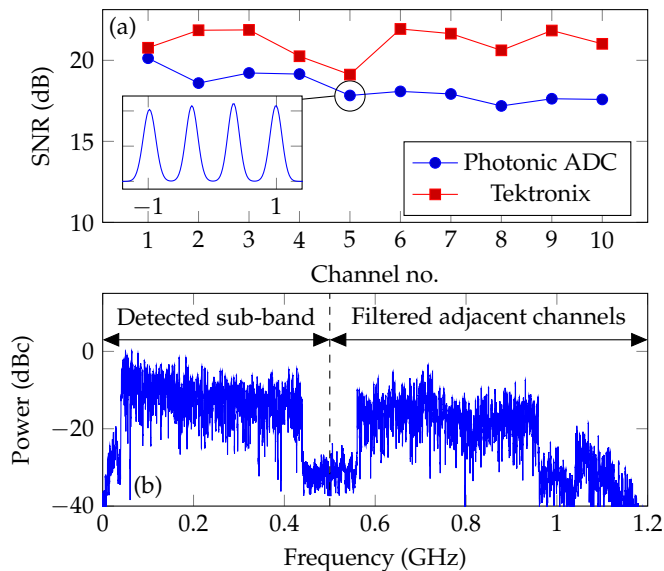 (a)
SNR (dB)
20
15
10
−1 1
Photonic ADC
Tektronix
1 2 3 4 5 6 7 8 9 10
Channel no.
Detected sub-band Filtered adjacent channels
Power (dBc)
0
−20
−40
(b)
0 0.2 0.4 0.6 0.8 1 1.2
Frequency (GHz)